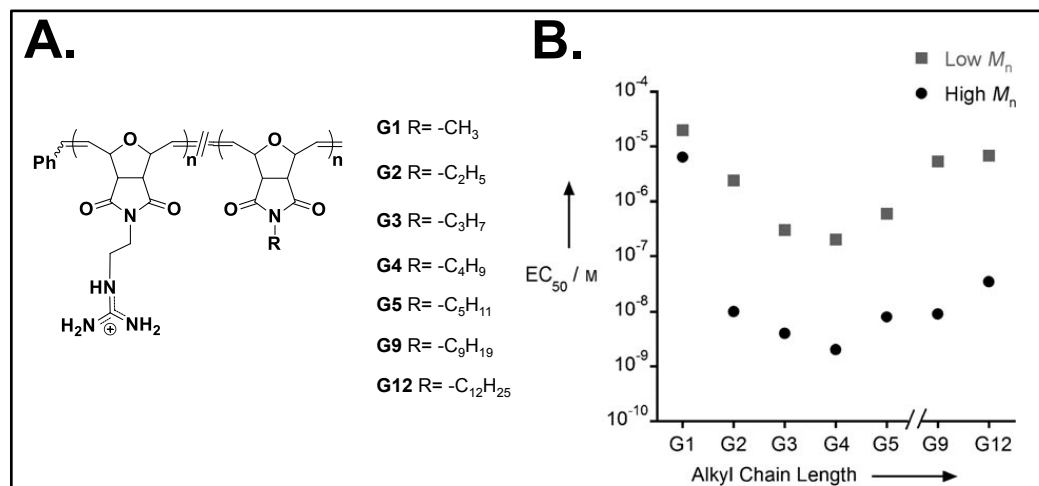 A.
O
O
Ph
n
n
O
N
O
O
N
O
R
HN
H₂N
NH₂
+
G1 R= -CH₃
G2 R= -C₂H₅
G3 R= -C₃H₇
G4 R= -C₄H₉
G5 R= -C₅H₁₁
G9 R= -C₉H₁₉
G12 R= -C₁₂H₂₅
B.
Low Mₙ
High Mₙ
10⁻⁴
10⁻⁵
10⁻⁶
10⁻⁷
10⁻⁸
10⁻⁹
10⁻¹⁰
EC₅₀ / M
G1 G2 G3 G4 G5 G9 G12
Alkyl Chain Length